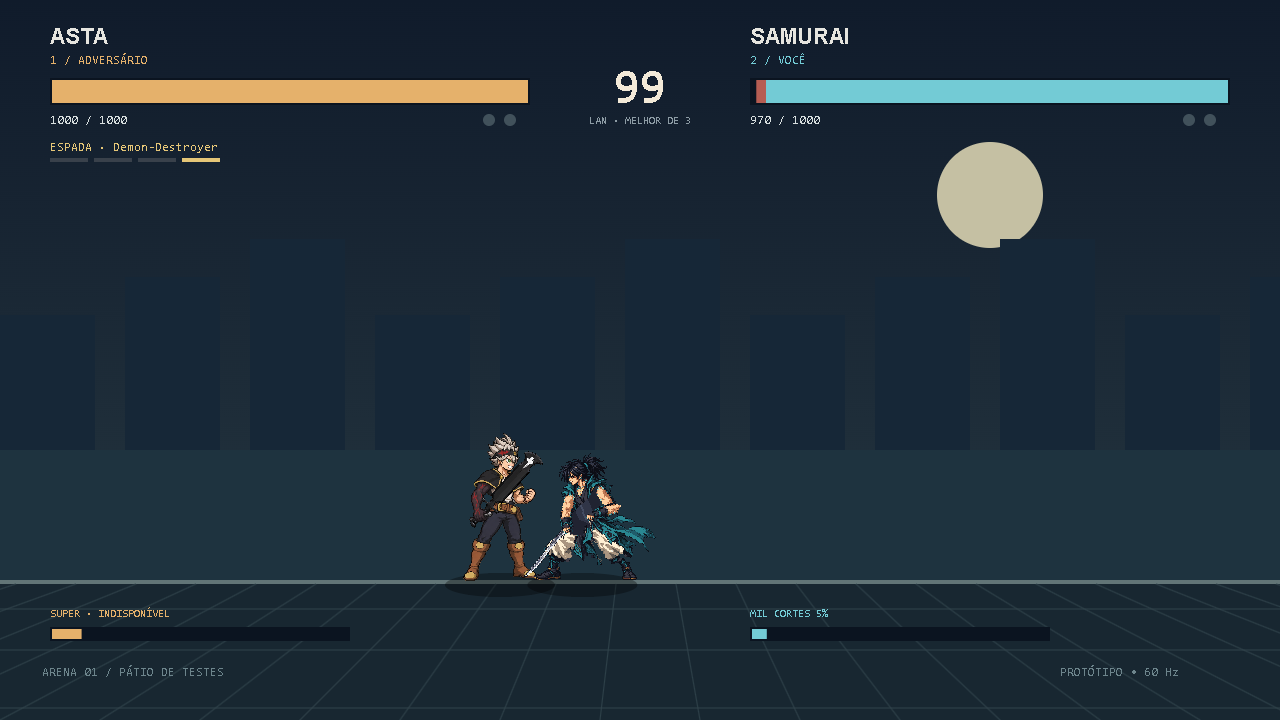 ASTA
1 / ADVERSÁRIO
1000 / 1000
ESPADA · Demon-Destroyer
99
LAN · MELHOR DE 3
SAMURAI
2 / VOCÊ
970 / 1000
SUPER · INDISPONÍVEL
MIL CORTES 5%
ARENA 01 / PÁTIO DE TESTES
PROTÓTIPO • 60 Hz